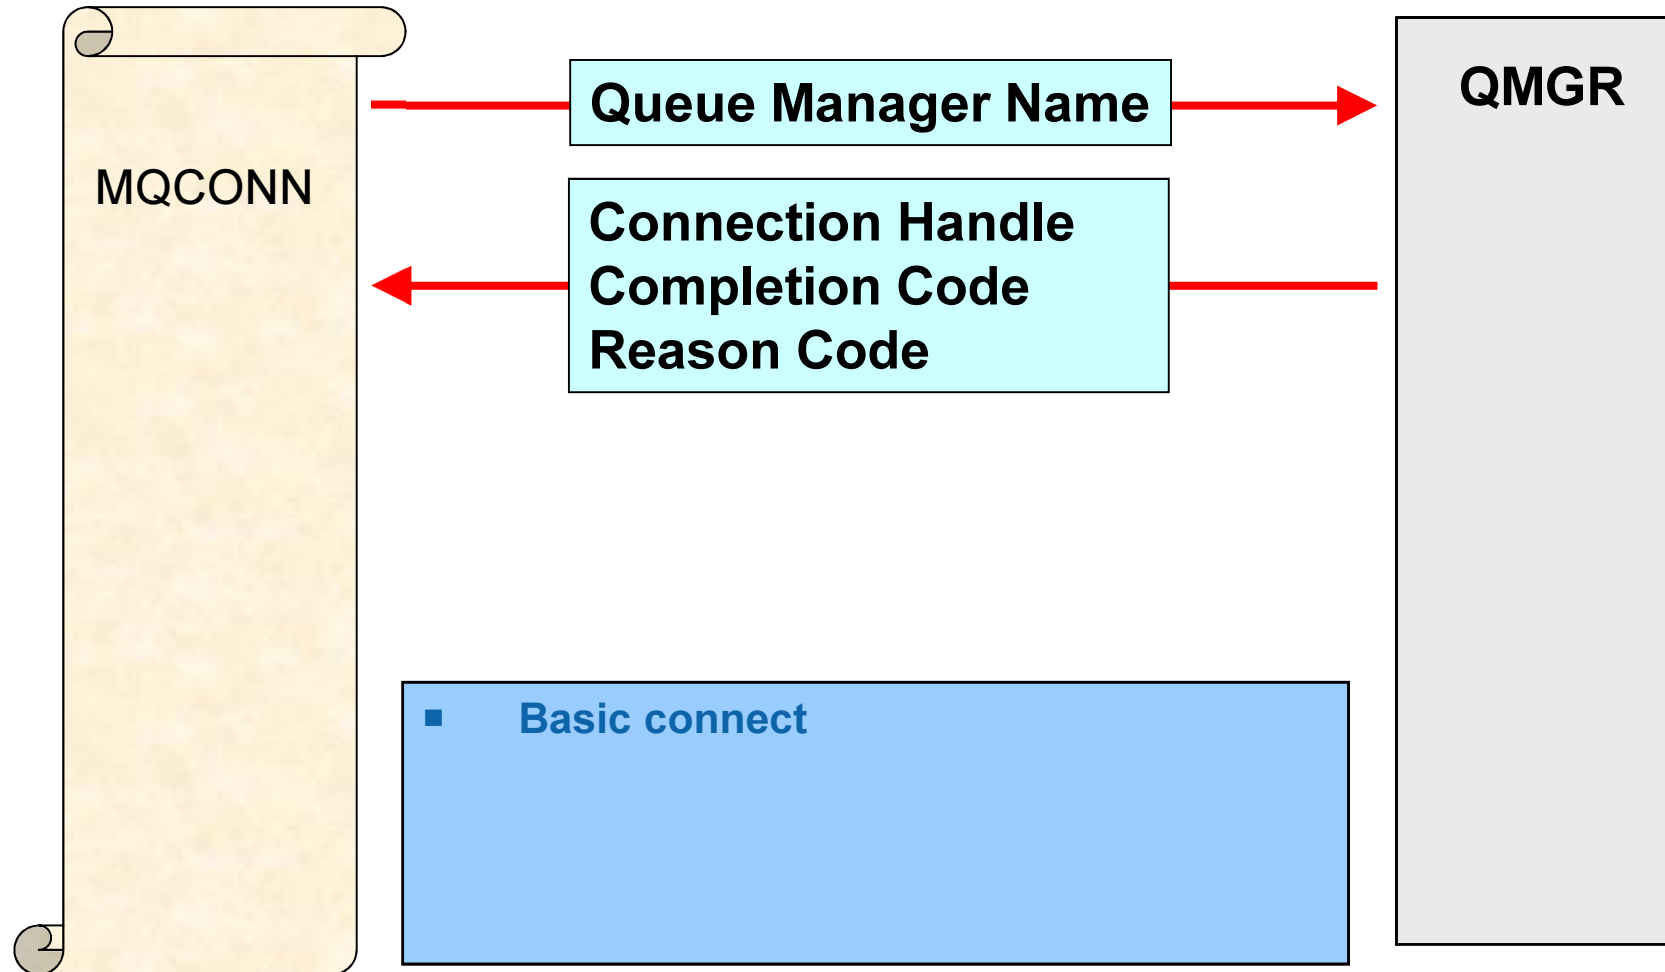 MQCONN
Queue Manager Name
QMGR
Connection Handle
Completion Code
Reason Code
▪ Basic connect